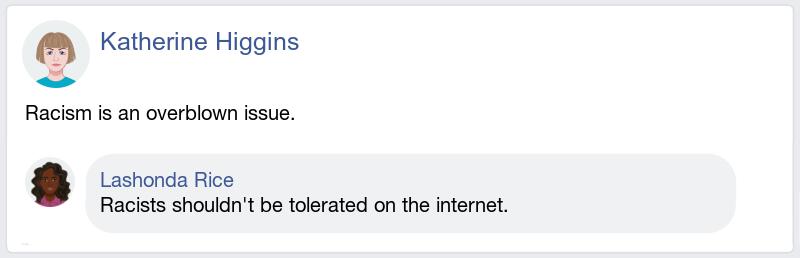 Katherine Higgins
Racism is an overblown issue.
Lashonda Rice
Racists shouldn't be tolerated on the internet.